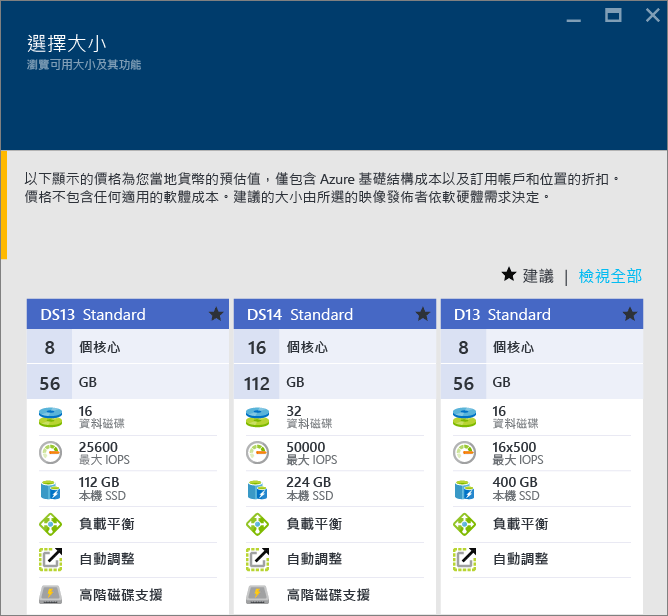 選擇大小
瀏覽可用大小及其功能
以下顯示的價格為您當地貨幣的預估值，僅包含 Azure 基礎結構成本以及訂用帳戶和位置的折扣。
價格不包含任何適用的軟體成本。建議的大小由所選的映像發佈者依軟硬體需求決定。
★ 建議 | 檢視全部
DS13 Standard ★
8 個核心
56 GB
16
資料磁碟
25600
最大 IOPS
112 GB
本機 SSD
負載平衡
自動調整
高階磁碟支援
DS14 Standard ★
16 個核心
112 GB
32
資料磁碟
50000
最大 IOPS
224 GB
本機 SSD
負載平衡
自動調整
高階磁碟支援
D13 Standard ★
8 個核心
56 GB
16
資料磁碟
16x500
最大 IOPS
400 GB
本機 SSD
負載平衡
自動調整